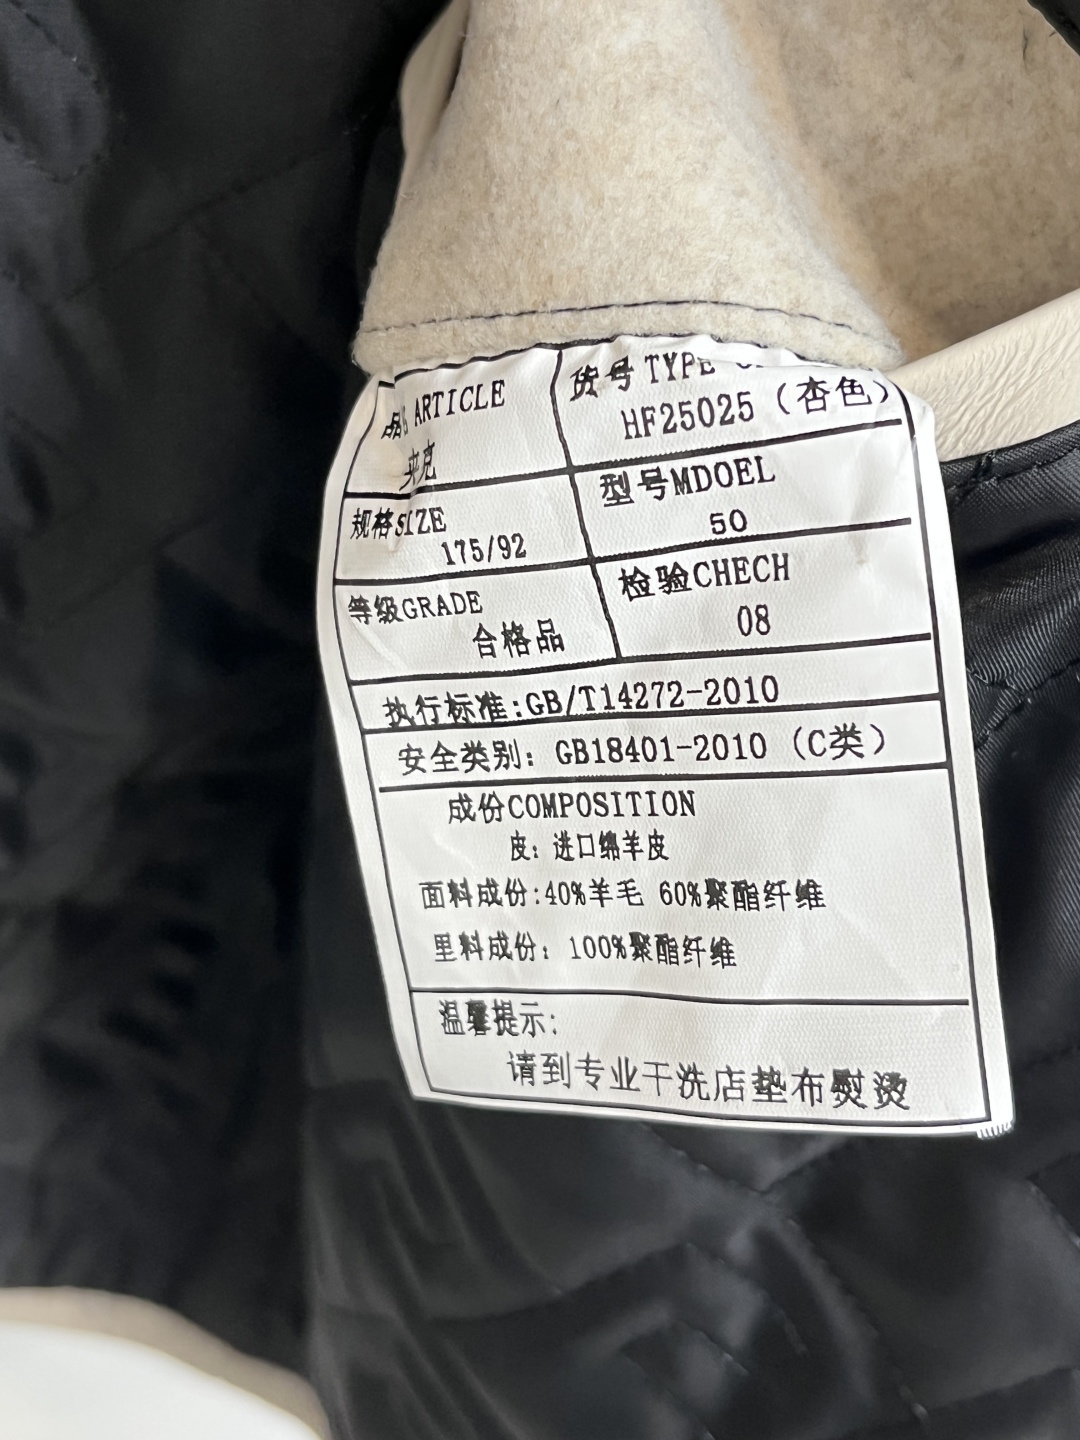 品名 ARTICLE
夹克
货号 TYPE
HF25025（杏色）
规格SIZE
175/92
型号MDOEL
50
等级GRADE
合格品
检验CHECH
08
执行标准:GB/T14272-2010
安全类别: GB18401-2010（C类）
成份COMPOSITION
皮: 进口绵羊皮
面料成份:40%羊毛 60%聚酯纤维
里料成份: 100%聚酯纤维
温馨提示:
请到专业干洗店垫布熨烫